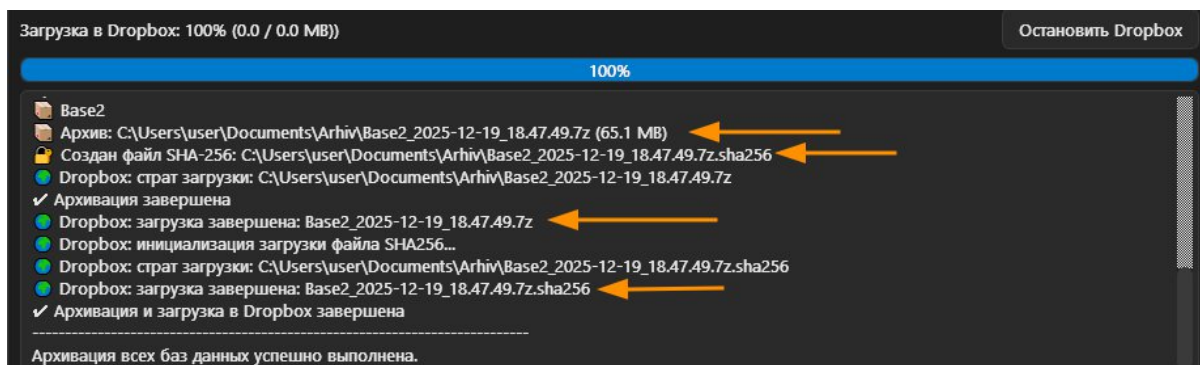 Загрузка в Dropbox: 100% (0.0 / 0.0 MB))
Остановить Dropbox
100%
Base2
Архив: C:\Users\user\Documents\Arhiv\Base2_2025-12-19_18.47.49.7z (65.1 MB)
Создан файл SHA-256: C:\Users\user\Documents\Arhiv\Base2_2025-12-19_18.47.49.7z.sha256
Dropbox: страт загрузки: C:\Users\user\Documents\Arhiv\Base2_2025-12-19_18.47.49.7z
✔ Архивация завершена
Dropbox: загрузка завершена: Base2_2025-12-19_18.47.49.7z
Dropbox: инициализация загрузки файла SHA256...
Dropbox: страт загрузки: C:\Users\user\Documents\Arhiv\Base2_2025-12-19_18.47.49.7z.sha256
Dropbox: загрузка завершена: Base2_2025-12-19_18.47.49.7z.sha256
✔ Архивация и загрузка в Dropbox завершена
------------------------------------------------------------------------
Архивация всех баз данных успешно выполнена.